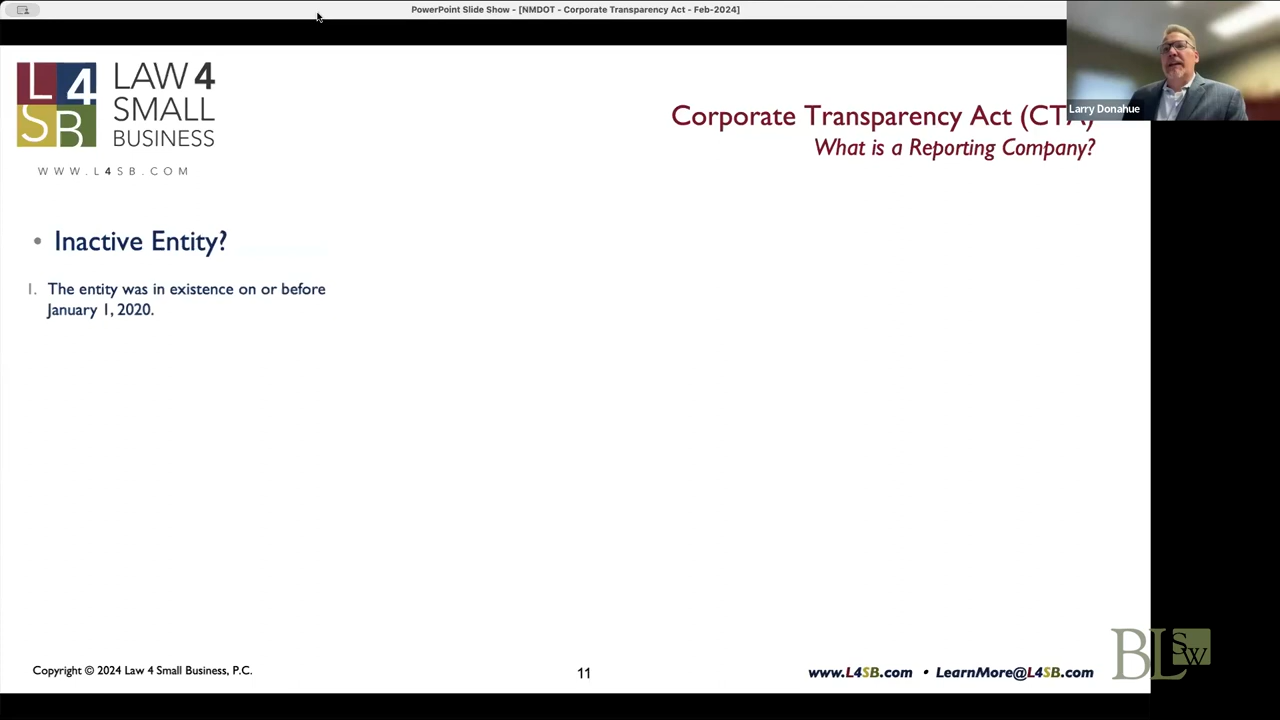 PowerPoint Slide Show - [NMDOT - Corporate Transparency Act - Feb-2024]
Larry Donahue
L4
SB
LAW 4
SMALL
BUSINESS
WWW.L4SB.COM
Corporate Transparency Act (CTA)
What is a Reporting Company?
• Inactive Entity?
1. The entity was in existence on or before
January 1, 2020.
Copyright © 2024 Law 4 Small Business, P.C.
11
www.L4SB.com • LearnMore@L4SB.com
BLSW